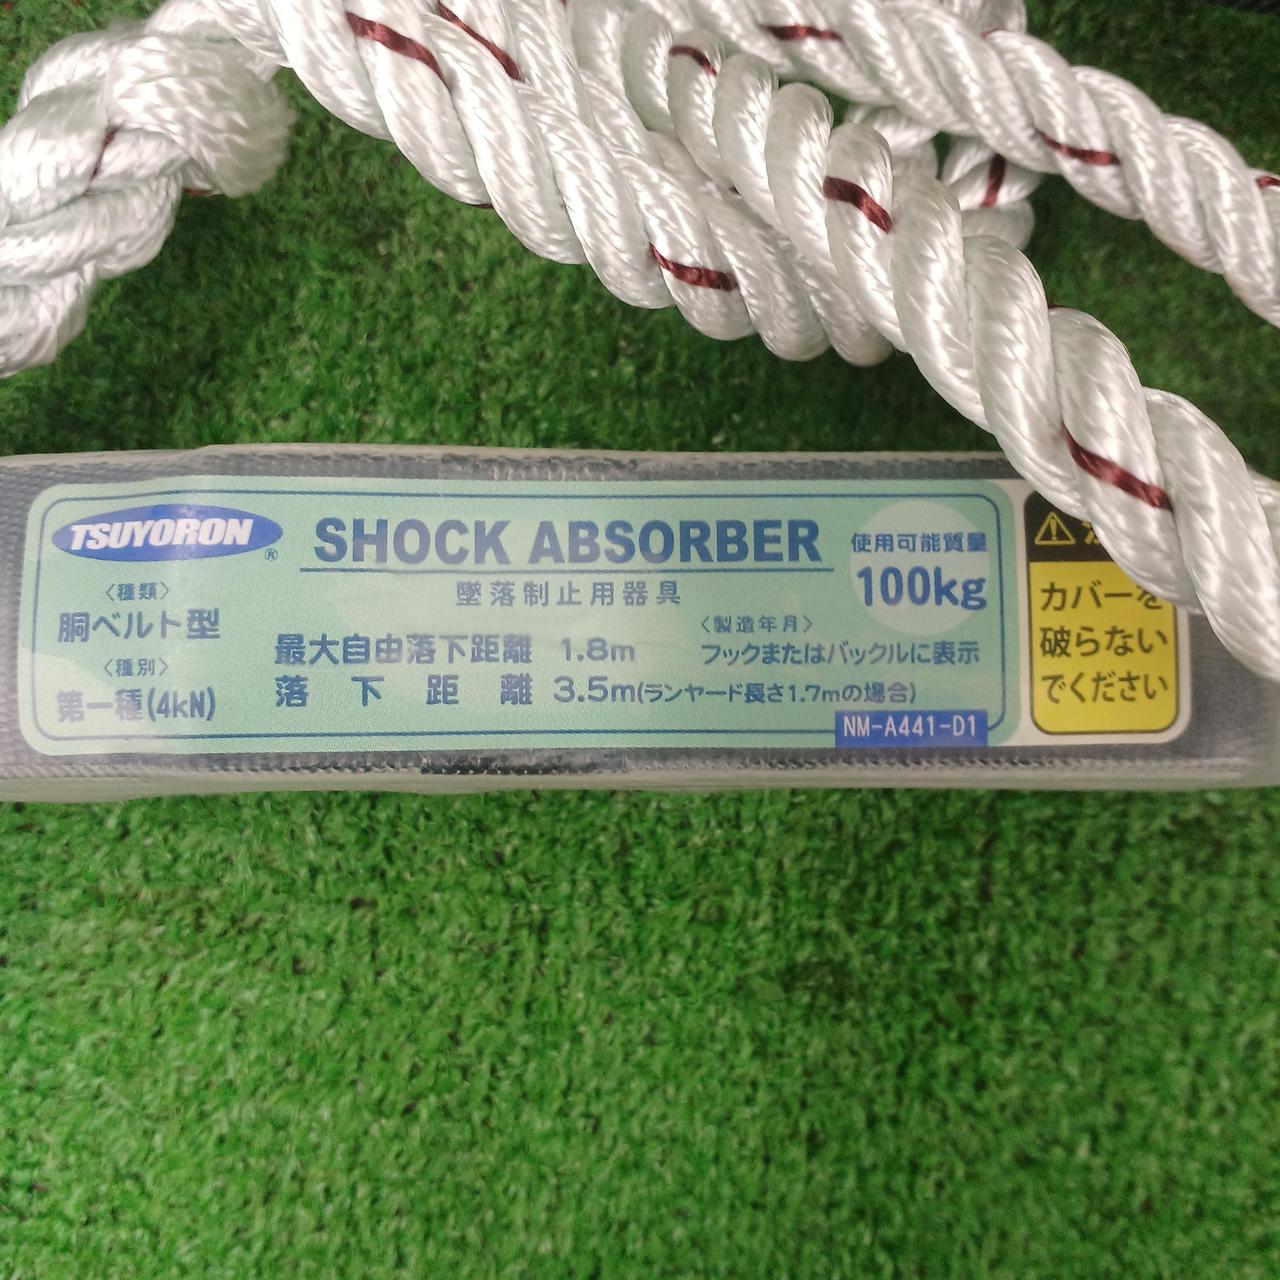 TSUYORON®
SHOCK ABSORBER
墜落制止用器具
使用可能質量
100kg
〈種類〉
胴ベルト型
〈種別〉
第一種(4kN)
最大自由落下距離 1.8m
落下距離 3.5m(ランヤード長さ1.7mの場合)
〈製造年月〉
フックまたはバックルに表示
NM-A441-D1
カバーを
破らない
でください